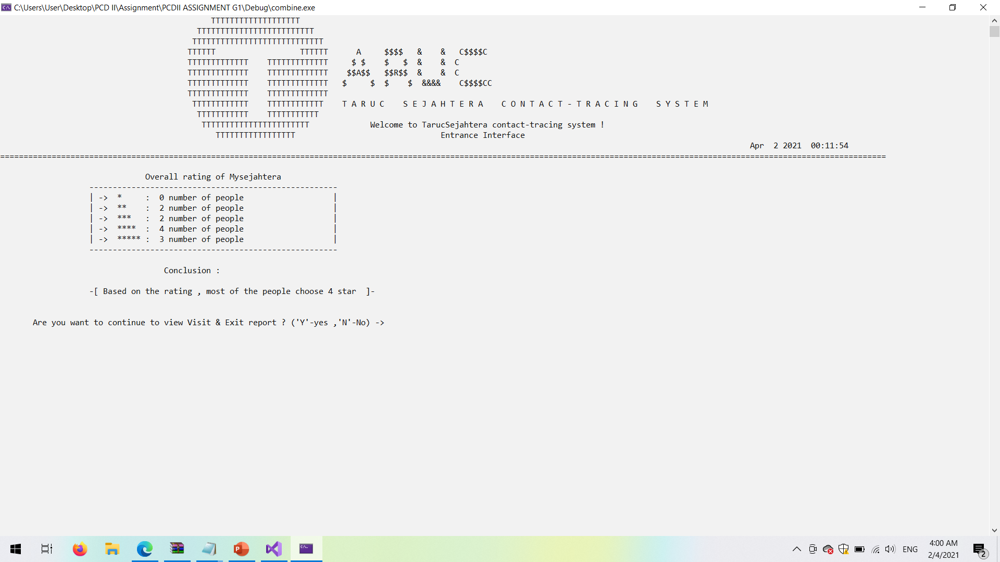 C:\Users\User\Desktop\PCD II\Assignment\PCDII ASSIGNMENT G1\Debug\combine.exe
TTTTTTTTTTTTTTTTTTT
TTTTTTTTTTTTTTTTTTTTTTTTT
TTTTTTTTTTTTTTTTTTTTTTTTTTTT
TTTTTT                  TTTTTT      A     $$$$   &    &   C$$$$C
TTTTTTTTTTTTT    TTTTTTTTTTTTT     $ $    $   $  &    &  C
TTTTTTTTTTTTT    TTTTTTTTTTTTT    $$A$$   $$R$$  &    &  C
TTTTTTTTTTTTT    TTTTTTTTTTTTT   $     $  $    $  &&&&    C$$$$CC
TTTTTTTTTTTTT    TTTTTTTTTTTTT
TTTTTTTTTTTT    TTTTTTTTTTTT    T A R U C    S E J A H T E R A    C O N T A C T - T R A C I N G    S Y S T E M
TTTTTTTTTTT    TTTTTTTTTTT
TTTTTTTTTTTTTTTTTTTTTTT             Welcome to TarucSejahtera contact-tracing system !
TTTTTTTTTTTTTTTTT                               Entrance Interface
Apr  2 2021  00:11:54
=============================================================================================================================================================================================
Overall rating of Mysejahtera
-----------------------------------------------------
| ->  *     :  0 number of people                   |
| ->  **    :  2 number of people                   |
| ->  ***   :  2 number of people                   |
| ->  ****  :  4 number of people                   |
| ->  ***** :  3 number of people                   |
-----------------------------------------------------
Conclusion :
-[ Based on the rating , most of the people choose 4 star  ]-
Are you want to continue to view Visit & Exit report ? ('Y'-yes ,'N'-No) ->
ENG
4:00 AM
2/4/2021
2